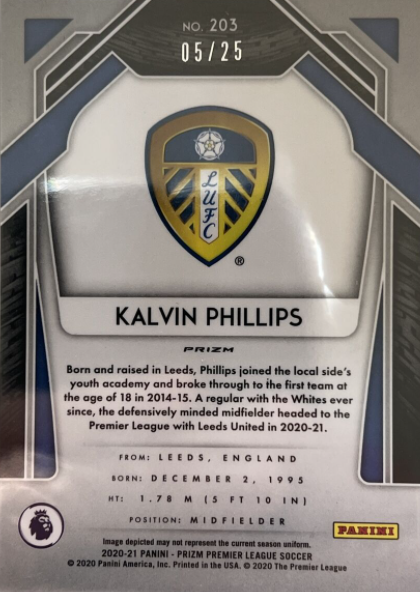 NO. 203
05/25
LUFC
®
KALVIN PHILLIPS
PRIZM
Born and raised in Leeds, Phillips joined the local side's
youth academy and broke through to the first team at
the age of 18 in 2014-15. A regular with the Whites ever
since, the defensively minded midfielder headed to the
Premier League with Leeds United in 2020-21.
FROM: LEEDS, ENGLAND
BORN: DECEMBER 2, 1995
HT: 1.78 M (5 FT 10 IN)
POSITION: MIDFIELDER
PANINI
Image depicted may not represent the current season uniform.
2020-21 PANINI - PRIZM PREMIER LEAGUE SOCCER
© 2020 Panini America, Inc. Printed in the USA. © 2020 The Premier League